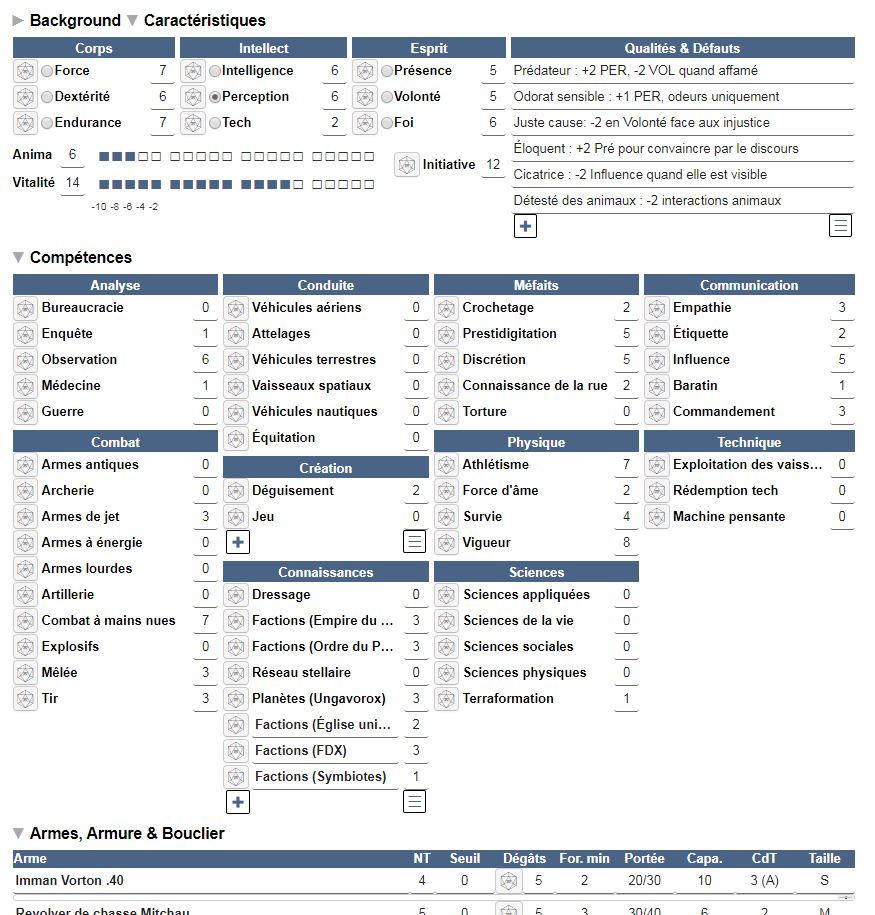 Background Caractéristiques
Corps Intellect Esprit Qualités & Défauts
Force 7 Intelligence 6 Présence 5 Prédateur : +2 PER, -2 VOL quand affamé
Dextérité 6 Perception 6 Volonté 5 Odorat sensible : +1 PER, odeurs uniquement
Endurance 7 Tech 2 Foi 6 Juste cause: -2 en Volonté face aux injustice
Éloquent : +2 Pré pour convaincre par le discours
Anima 6 Initiative 12
Cicatrice : -2 Influence quand elle est visible
Vitalité 14
Détesté des animaux : -2 interactions animaux
-10 -8 -6 -4 -2
Compétences
Analyse Conduite Méfaits Communication
Bureaucracie 0 Véhicules aériens 0 Crochetage 2 Empathie 3
Enquête 1 Attelages 0 Prestidigitation 5 Étiquette 2
Observation 6 Véhicules terrestres 0 Discrétion 5 Influence 5
Médecine 1 Vaisseaux spatiaux 0 Connaissance de la rue 2 Baratin 1
Guerre 0 Véhicules nautiques 0 Torture 0 Commandement 3
Combat Équitation 0 Physique Technique
Armes antiques 0 Création Athlétisme 7 Exploitation des vaiss... 0
Archerie 0 Déguisement 2 Force d'âme 2 Rédemption tech 0
Armes de jet 3 Jeu 0 Survie 4 Machine pensante 0
Armes à énergie 0 Vigueur 8
Armes lourdes 0 Connaissances Sciences
Artillerie 0 Dressage 0 Sciences appliquées 0
Combat à mains nues 7 Factions (Empire du ... 3 Sciences de la vie 0
Explosifs 0 Factions (Ordre du P... 3 Sciences sociales 0
Mêlée 3 Réseau stellaire 0 Sciences physiques 0
Tir 3 Planètes (Ungavorox) 3 Terraformation 1
Factions (Église uni... 2
Factions (FDX) 3
Factions (Symbiotes) 1
Armes, Armure & Bouclier
Arme NT Seuil Dégâts For. min Portée Capa. CdT Taille
Imman Vorton .40 4 0 5 2 20/30 10 3 (A) S
Revolver de chasse Mitchau 5 0 5 3 30/40 6 2 M